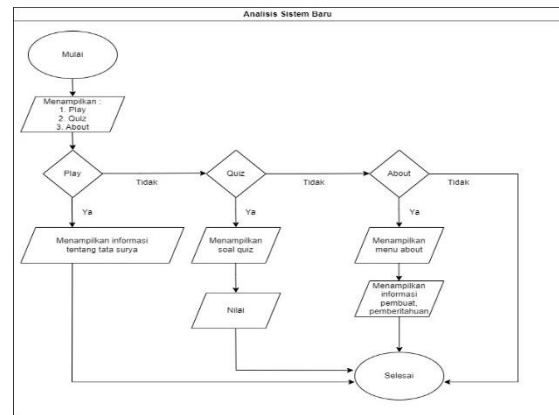 Analisis Sistem Baru
Mulai
Menampilkan :
1. Play
2. Quiz
3. About
Play
Tidak
Quiz
Tidak
About
Tidak
Ya
Ya
Ya
Menampilkan informasi
tentang tata surya
Menampilkan
soal quiz
Menampilkan
menu about
Nilai
Menampilkan
informasi
pembuat,
pemberitahuan
Selesai